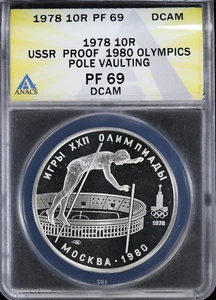 1978 10R PF 69 DCAM
1978 10R
USSR PROOF 1980 OLYMPICS
POLE VAULTING
PF 69
DCAM
ANACS
ИГРЫ XXII ОЛИМПИАДЫ
1978
МОСКВА·1980